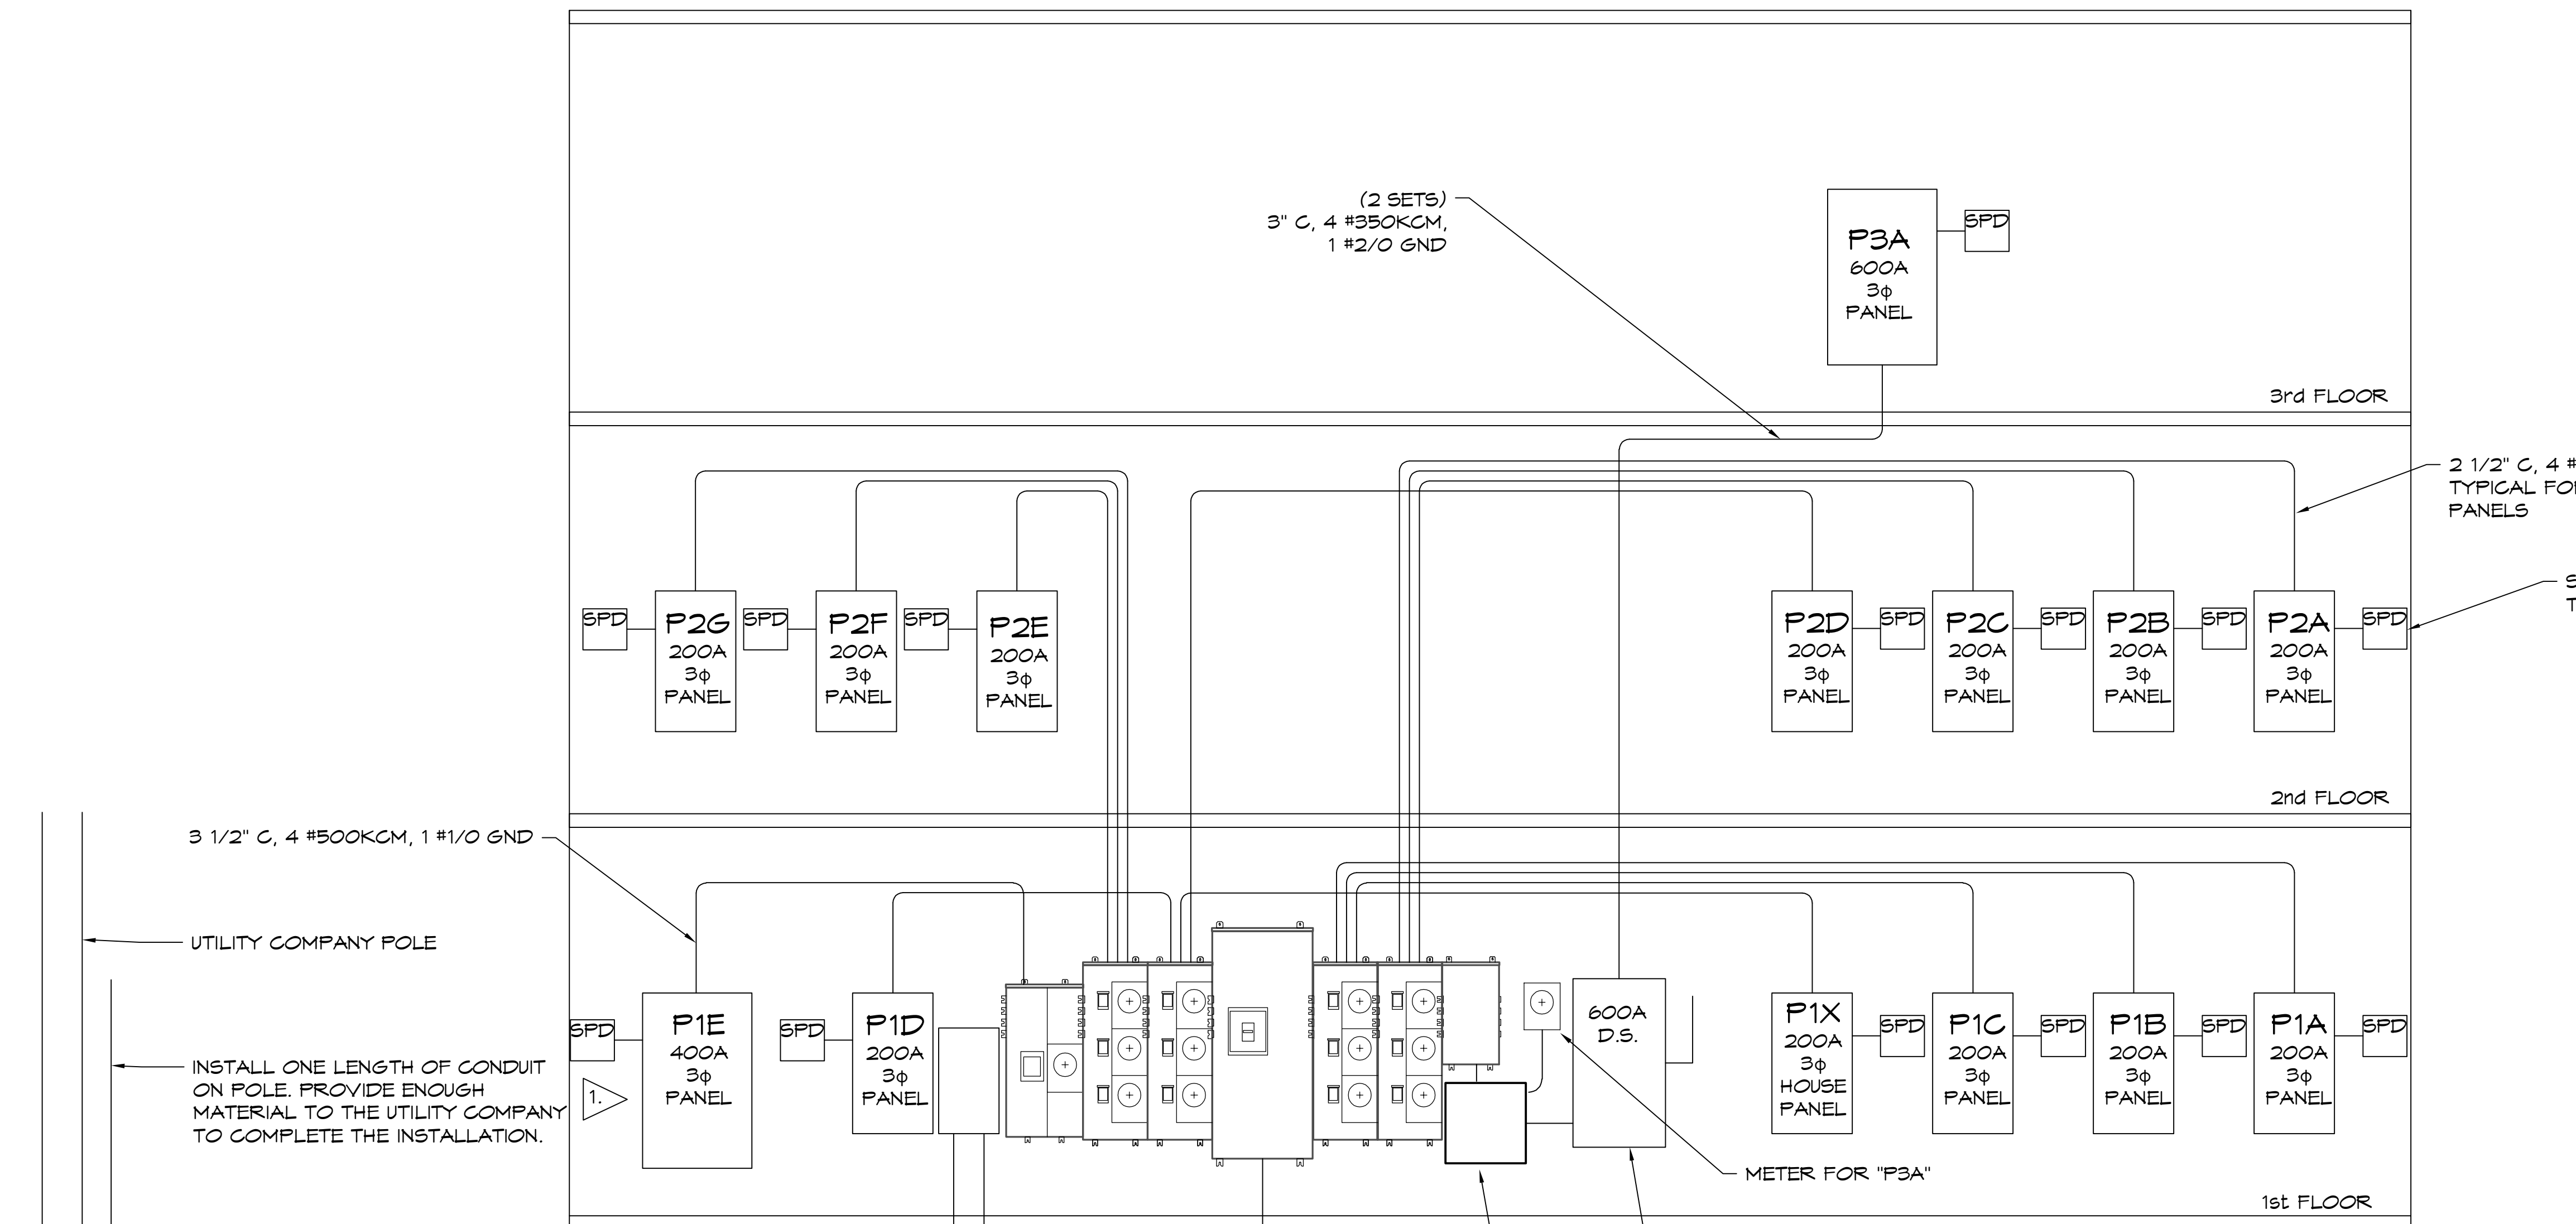 (2 SETS)
3" C, 4 #350KCM,
1 #2/0 GND
P3A
600A
3φ
PANEL
SPD
3rd FLOOR
2 1/2" C, 4 #
TYPICAL
PANELS
SPD
P2G
200A
3φ
PANEL
SPD
P2F
200A
3φ
PANEL
SPD
P2E
200A
3φ
PANEL
P2D
200A
3φ
PANEL
SPD
P2C
200A
3φ
PANEL
SPD
P2B
200A
3φ
PANEL
SPD
P2A
200A
3φ
PANEL
SPD
2nd FLOOR
3 1/2" C, 4 #500KCM, 1 #1/0 GND
UTILITY COMPANY POLE
INSTALL ONE LENGTH OF CONDUIT
ON POLE. PROVIDE ENOUGH
MATERIAL TO THE UTILITY COMPANY
TO COMPLETE THE INSTALLATION.
SPD
1.
P1E
400A
3φ
PANEL
SPD
P1D
200A
3φ
PANEL
600A
D.S.
METER FOR "P3A"
P1X
200A
3φ
HOUSE
PANEL
SPD
P1C
200A
3φ
PANEL
SPD
P1B
200A
3φ
PANEL
SPD
P1A
200A
3φ
PANEL
SPD
1st FLOOR